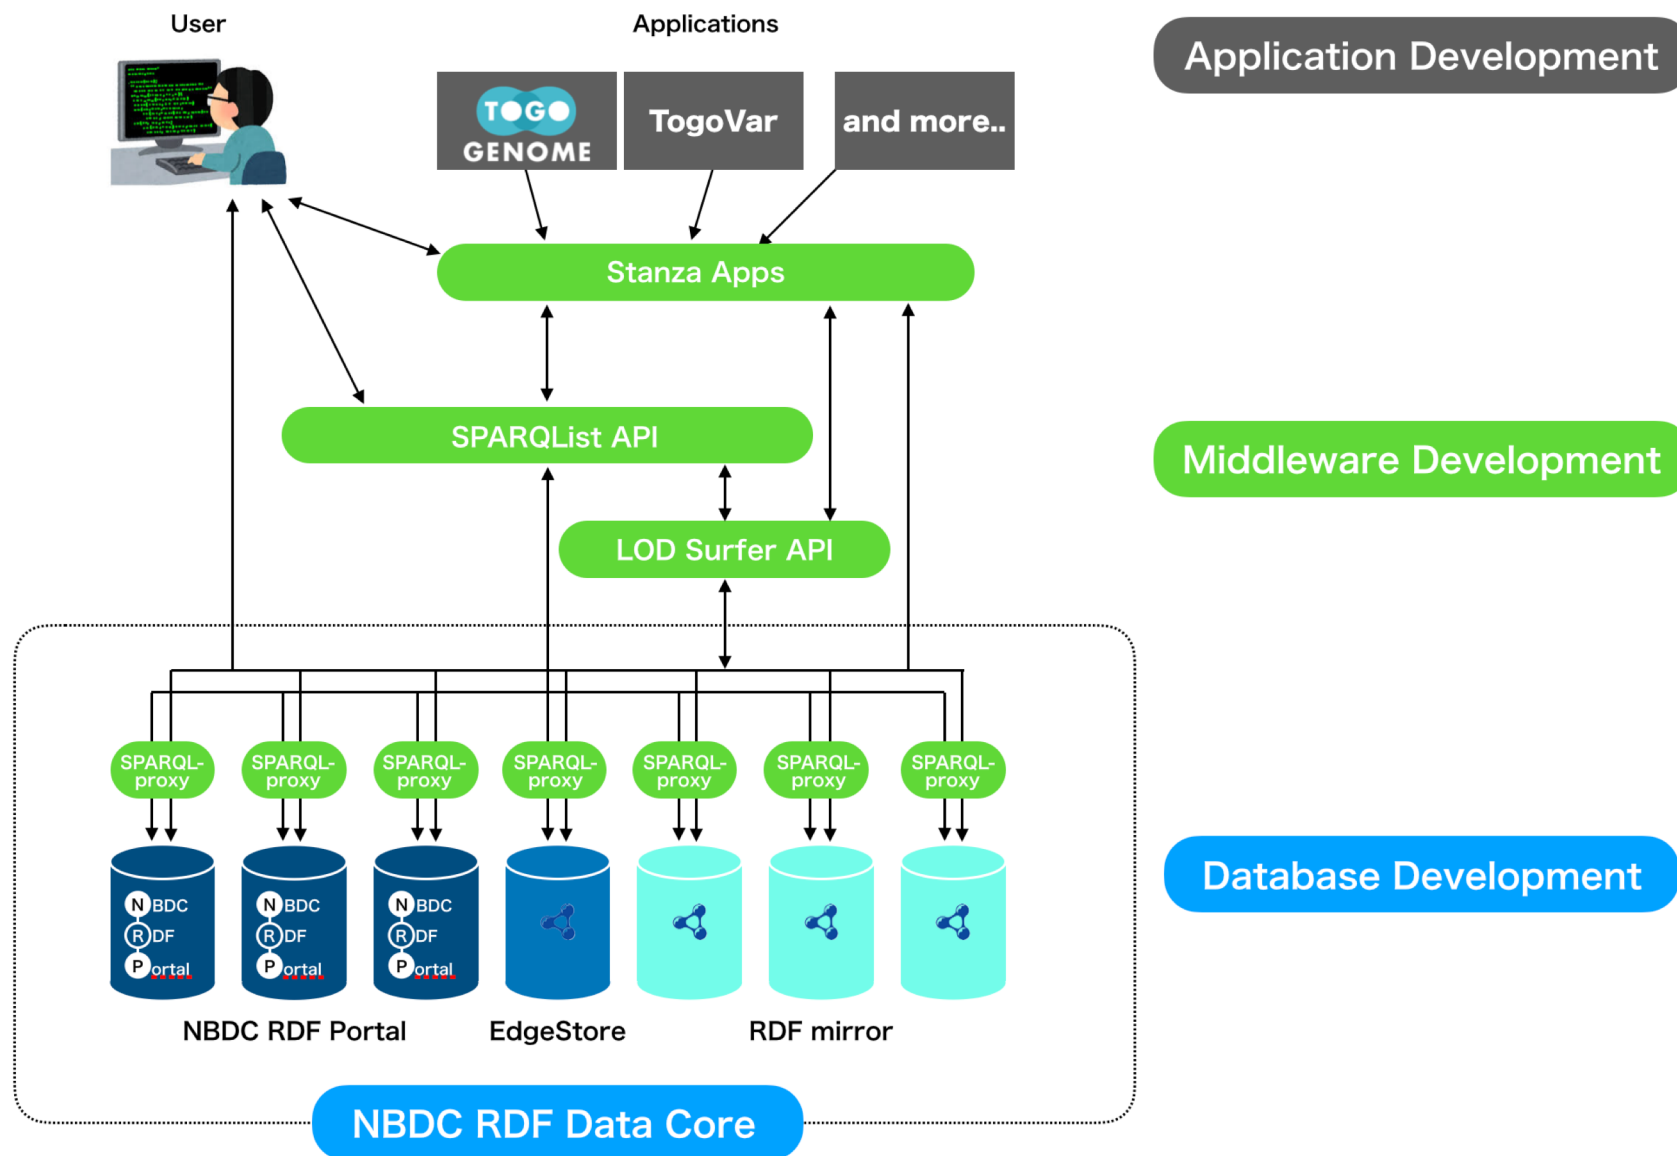 User
Applications
Application Development
TOGO
GENOME
TogoVar
and more..
Stanza Apps
SPARQList API
Middleware Development
LOD Surfer API
SPARQL-
proxy
SPARQL-
proxy
SPARQL-
proxy
SPARQL-
proxy
SPARQL-
proxy
SPARQL-
proxy
SPARQL-
proxy
Database Development
NBDC
RDF
Portal
NBDC
RDF
Portal
NBDC
RDF
Portal
NBDC RDF Portal
EdgeStore
RDF mirror
NBDC RDF Data Core